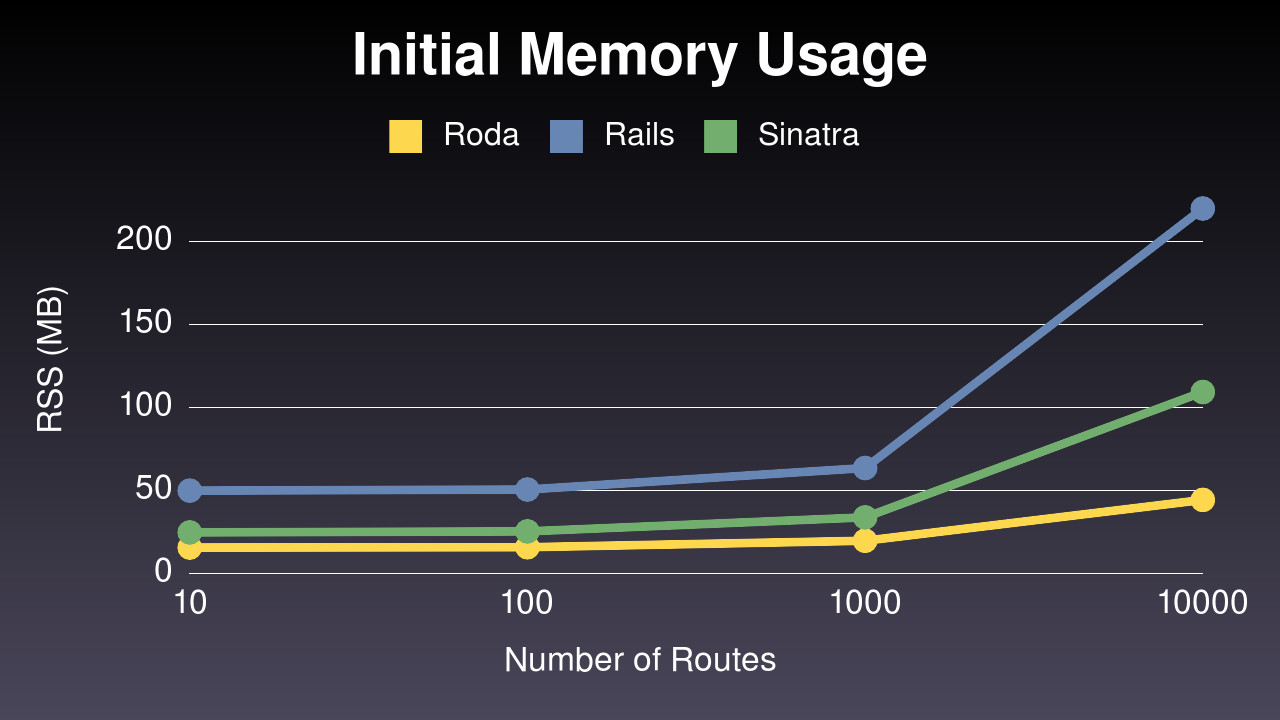 Initial Memory Usage
Roda Rails Sinatra
200
150
100
50
0
RSS (MB)
10 100 1000 10000
Number of Routes